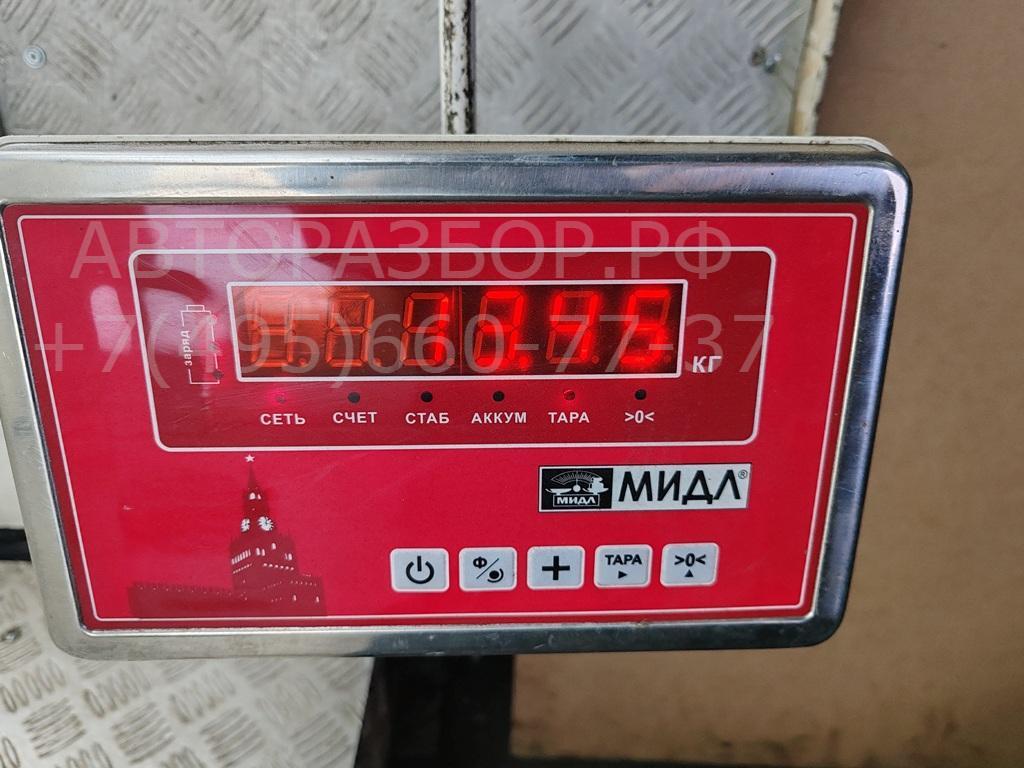 АВТОРАЗБОР.РФ
+7(495)660-77-37
заряд
КГ
СЕТЬ СЧЕТ СТАБ АККУМ ТАРА >0<
МИДЛ МИДЛ®
Ф ТАРА >0<